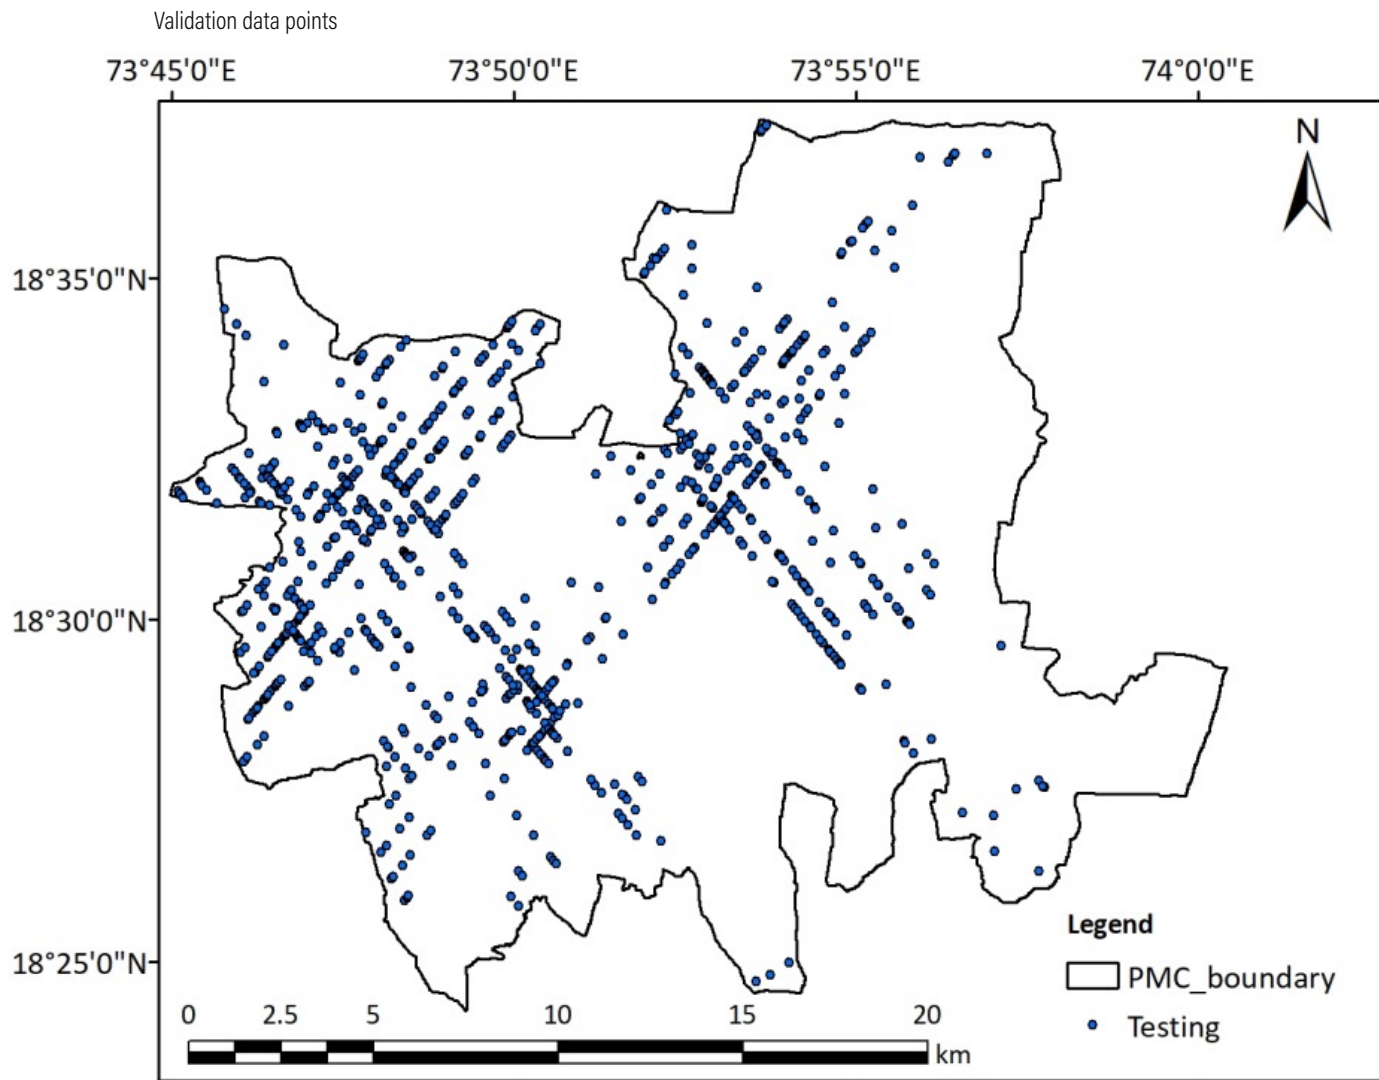 Validation data points
73°45'0"E 73°50'0"E 73°55'0"E 74°0'0"E
N
18°35'0"N
18°30'0"N
18°25'0"N
Legend
PMC_boundary
Testing
0 2.5 5 10 15 20
km